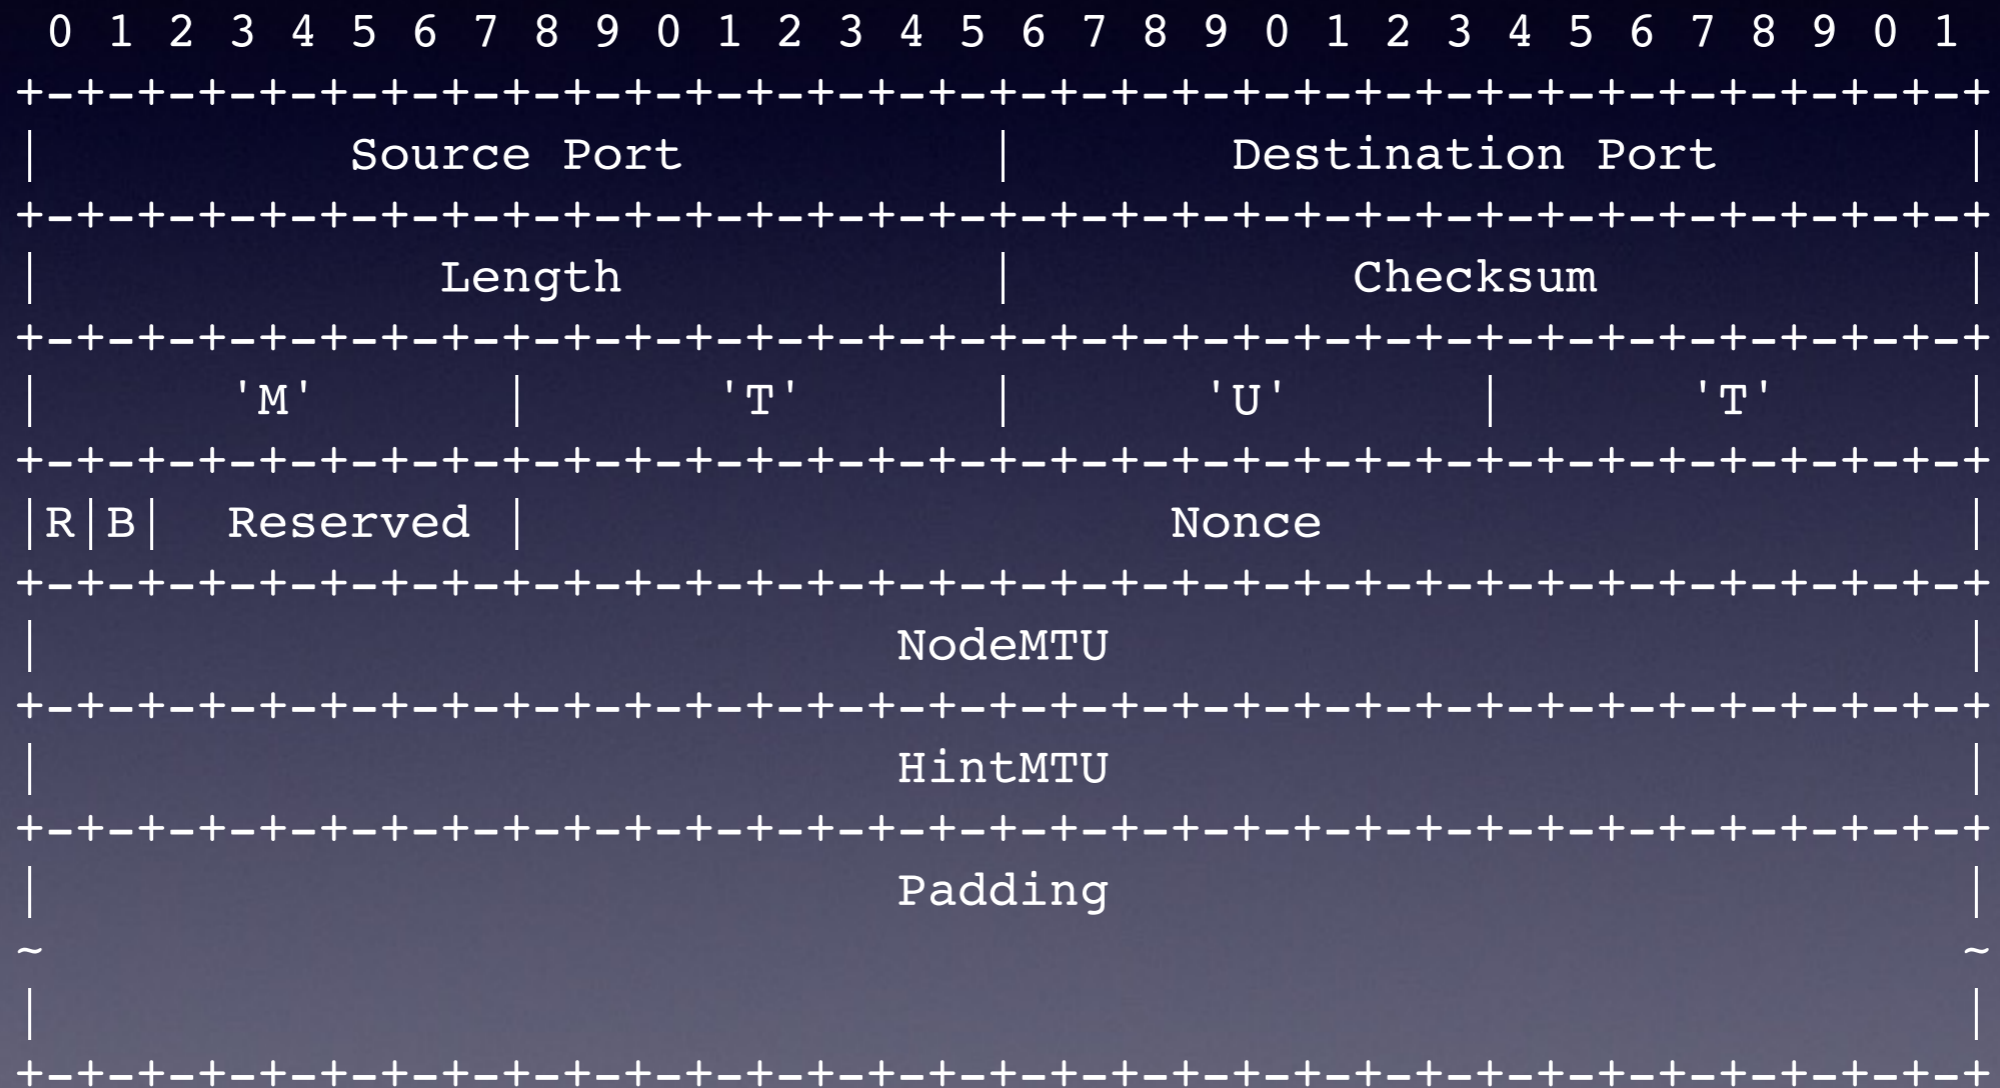 0 1 2 3 4 5 6 7 8 9 0 1 2 3 4 5 6 7 8 9 0 1 2 3 4 5 6 7 8 9 0 1
+-+-+-+-+-+-+-+-+-+-+-+-+-+-+-+-+-+-+-+-+-+-+-+-+-+-+-+-+-+-+-+-+
|          Source Port          |       Destination Port        |
+-+-+-+-+-+-+-+-+-+-+-+-+-+-+-+-+-+-+-+-+-+-+-+-+-+-+-+-+-+-+-+-+
|             Length            |           Checksum            |
+-+-+-+-+-+-+-+-+-+-+-+-+-+-+-+-+-+-+-+-+-+-+-+-+-+-+-+-+-+-+-+-+
|      'M'      |      'T'      |      'U'      |      'T'      |
+-+-+-+-+-+-+-+-+-+-+-+-+-+-+-+-+-+-+-+-+-+-+-+-+-+-+-+-+-+-+-+-+
|R|B|  Reserved |                     Nonce                     |
+-+-+-+-+-+-+-+-+-+-+-+-+-+-+-+-+-+-+-+-+-+-+-+-+-+-+-+-+-+-+-+-+
|                            NodeMTU                            |
+-+-+-+-+-+-+-+-+-+-+-+-+-+-+-+-+-+-+-+-+-+-+-+-+-+-+-+-+-+-+-+-+
|                            HintMTU                            |
+-+-+-+-+-+-+-+-+-+-+-+-+-+-+-+-+-+-+-+-+-+-+-+-+-+-+-+-+-+-+-+-+
|                            Padding                            |
~                                                               ~
|                                                               |
+-+-+-+-+-+-+-+-+-+-+-+-+-+-+-+-+-+-+-+-+-+-+-+-+-+-+-+-+-+-+-+-+